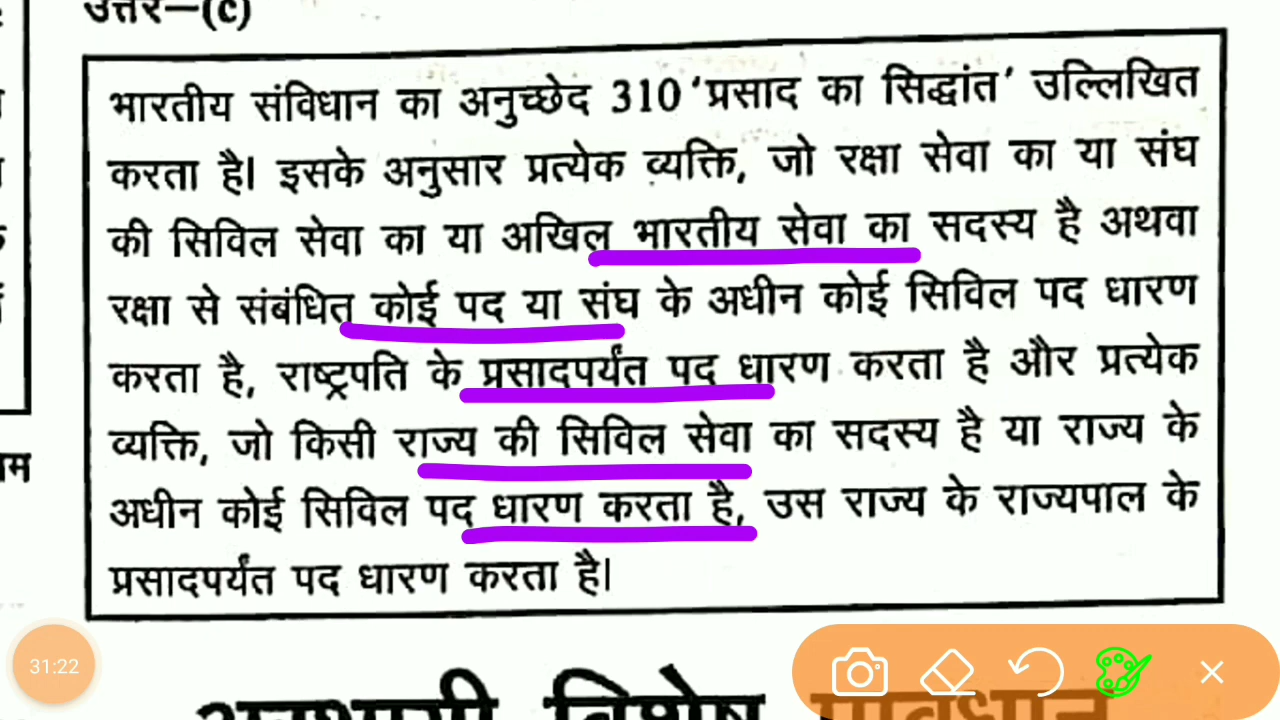 उत्तर—(c)
भारतीय संविधान का अनुच्छेद 310 'प्रसाद का सिद्धांत' उल्लिखित
करता है। इसके अनुसार प्रत्येक व्यक्ति, जो रक्षा सेवा का या संघ
की सिविल सेवा का या अखिल भारतीय सेवा का सदस्य है अथवा
रक्षा से संबंधित कोई पद या संघ के अधीन कोई सिविल पद धारण
करता है, राष्ट्रपति के प्रसादपर्यंत पद धारण करता है और प्रत्येक
व्यक्ति, जो किसी राज्य की सिविल सेवा का सदस्य है या राज्य के
अधीन कोई सिविल पद धारण करता है, उस राज्य के राज्यपाल के
प्रसादपर्यंत पद धारण करता है।
31:22
विशेष